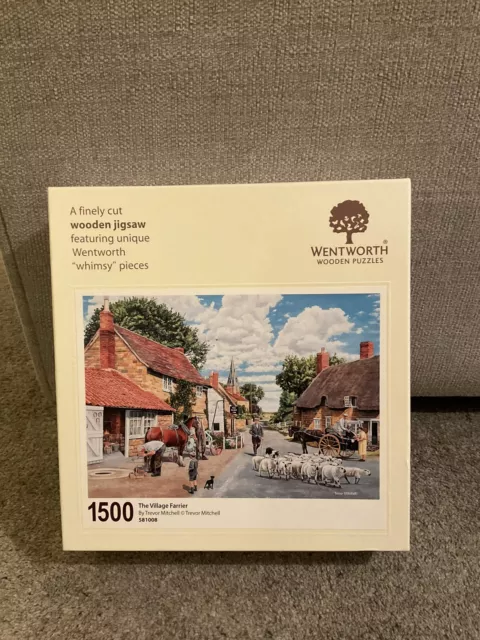 A finely cut
wooden jigsaw
featuring unique
Wentworth
"whimsy" pieces
WENTWORTH®
WOODEN PUZZLES
1500
The Village Farrier
By Trevor Mitchell © Trevor Mitchell
581008